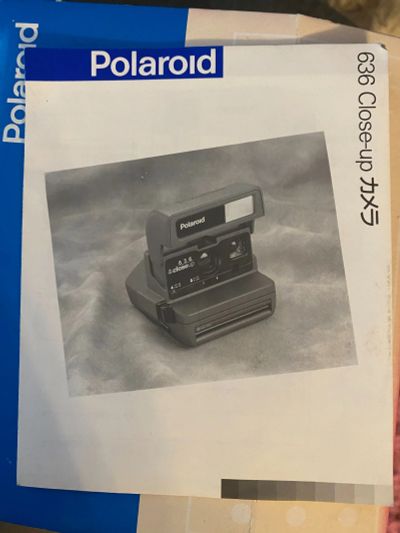 Polaroid
Polaroid
636 Close-up カメラ
Polaroid
636
close-up